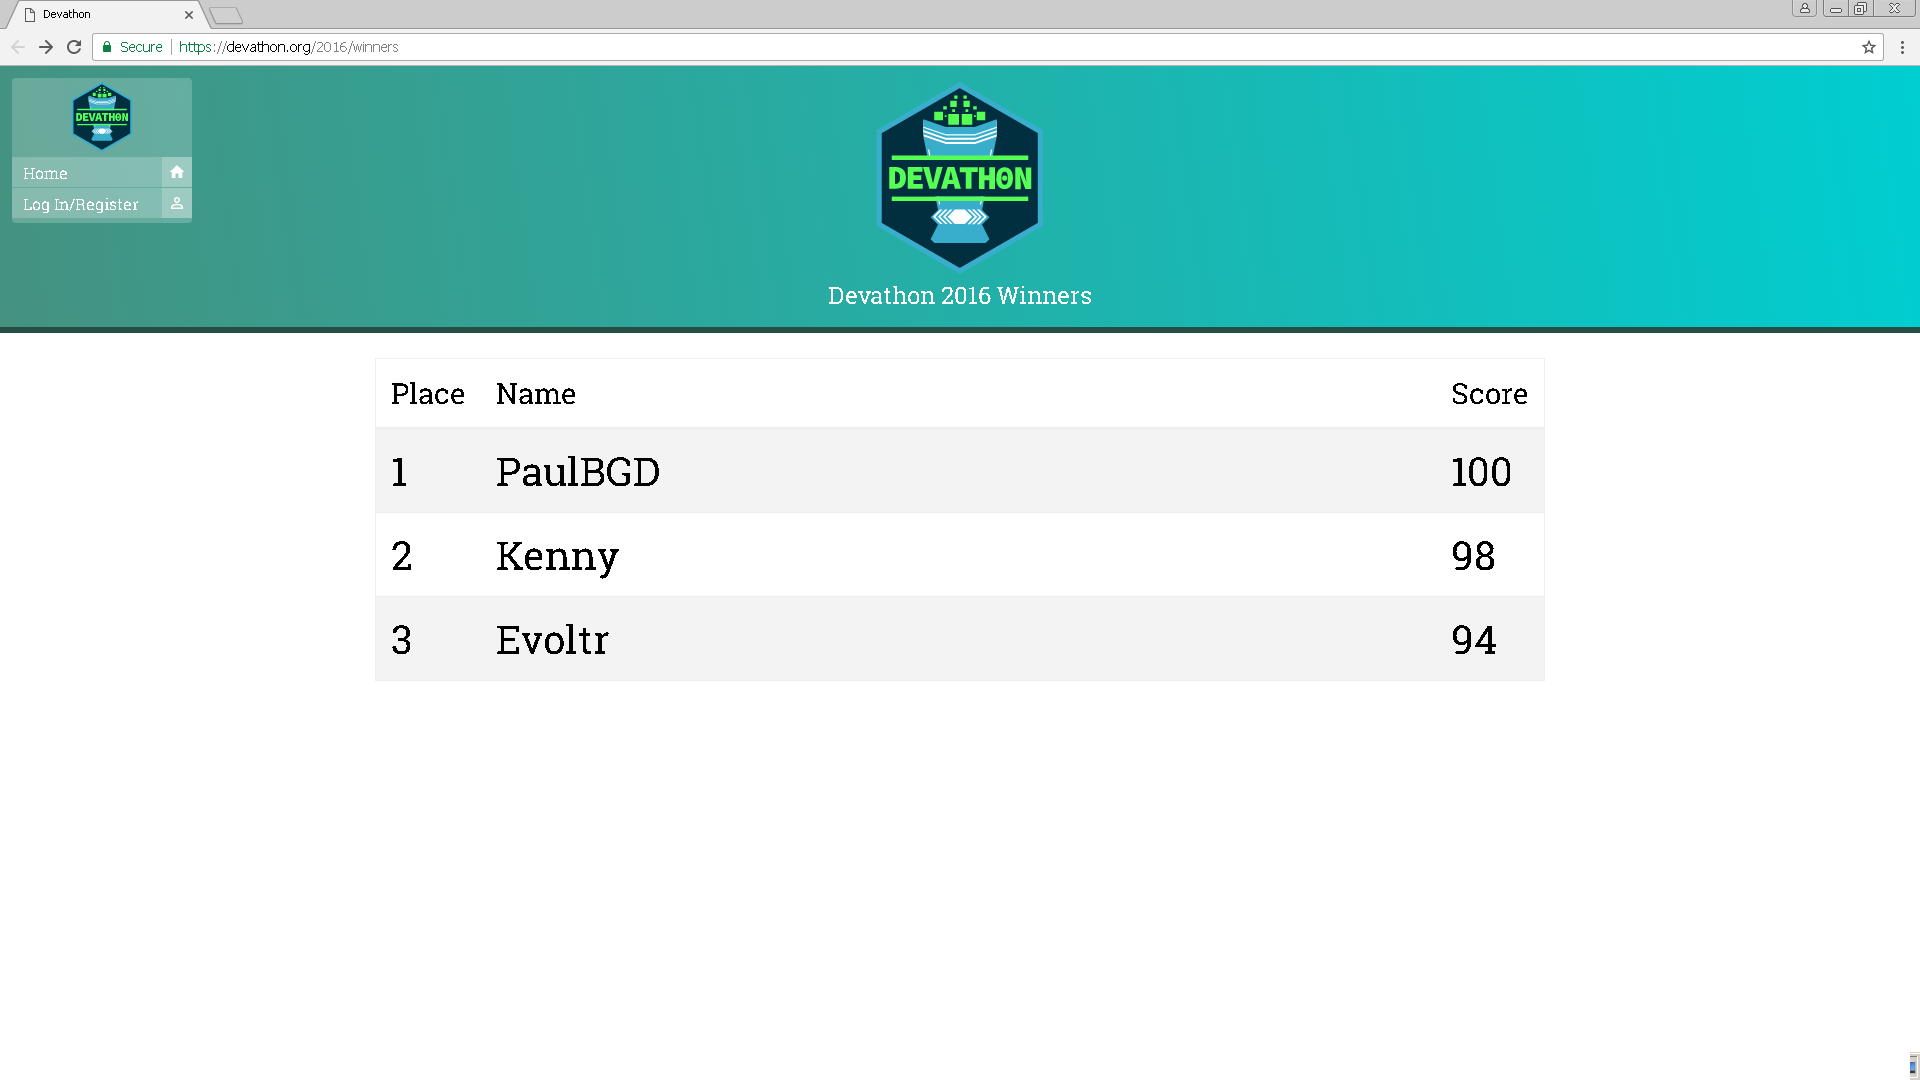 Devathon
Secure https://devathon.org/2016/winners
DEVATHON
Home
Log In/Register
DEVATHON
Devathon 2016 Winners
Place Name Score
1 PaulBGD 100
2 Kenny 98
3 Evoltr 94